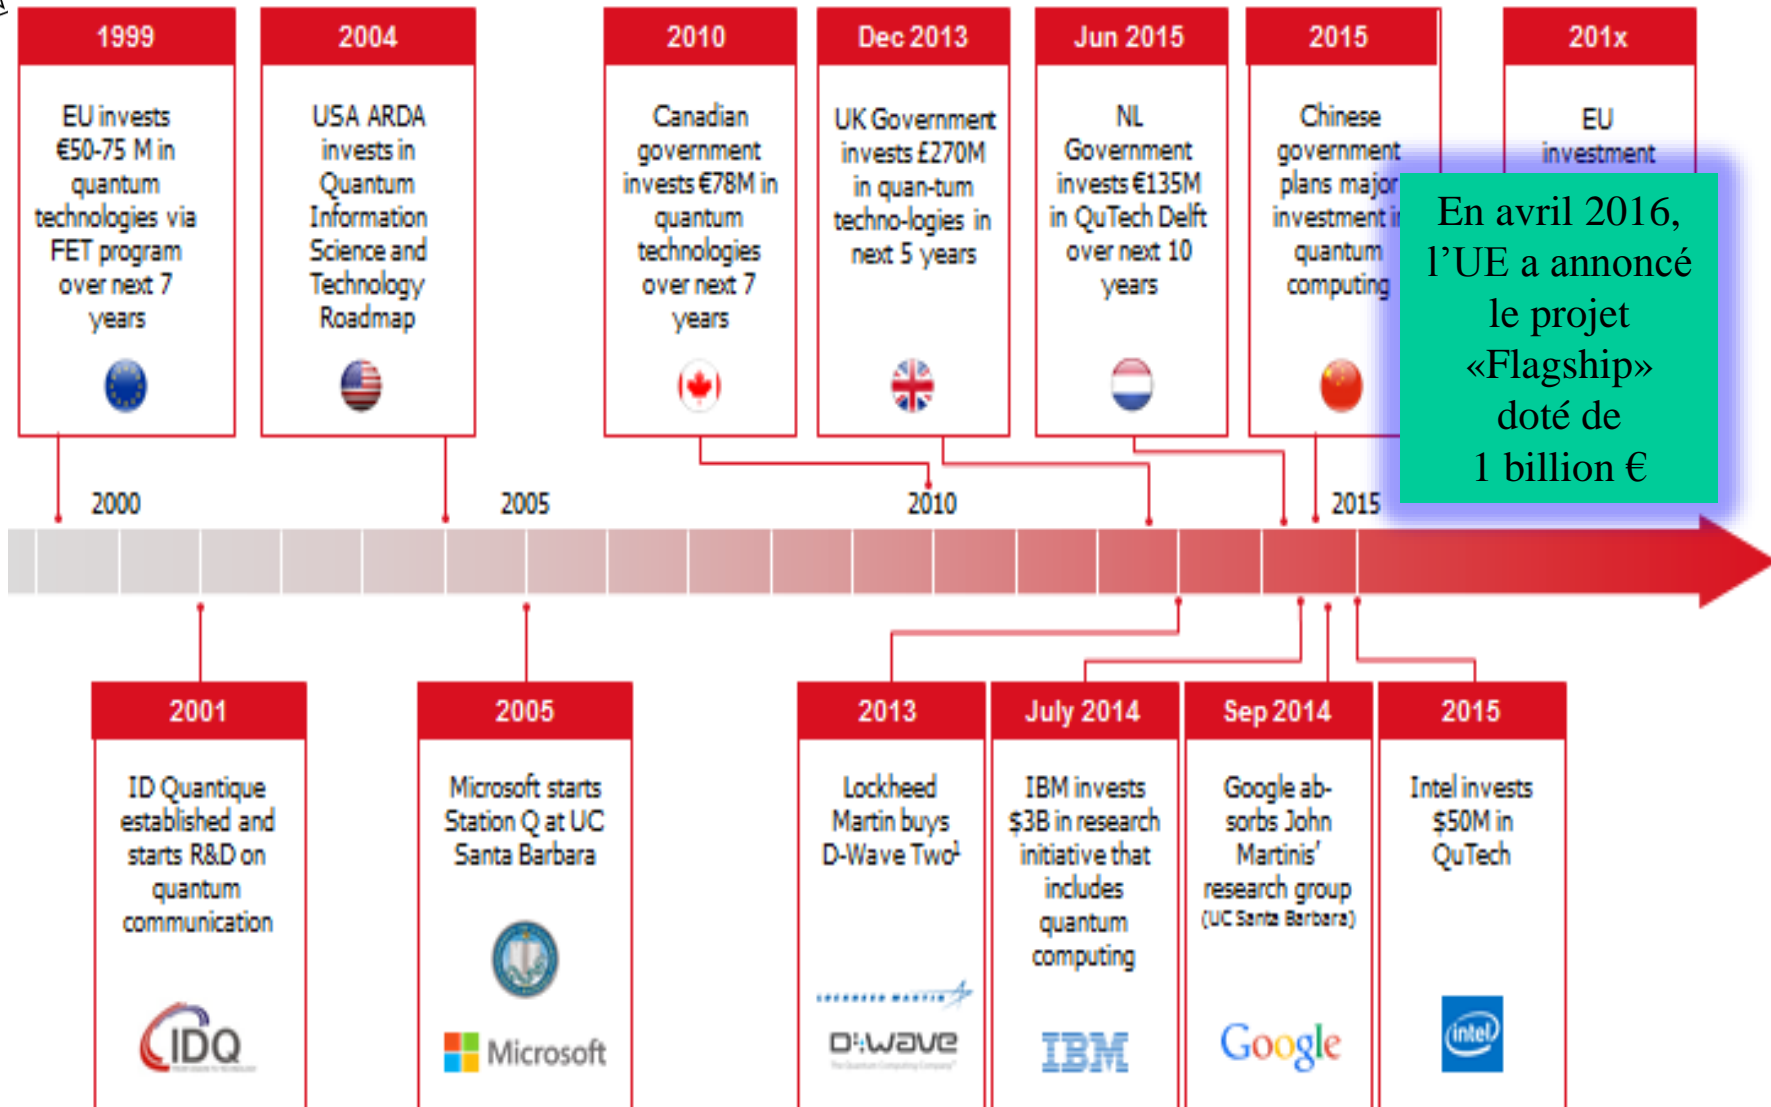 1999
EU invests
€50-75 M in
quantum
technologies via
FET program
over next 7
years
2004
USA ARDA
invests in
Quantum
Information
Science and
Technology
Roadmap
2010
Canadian
government
invests €78M in
quantum
technologies
over next 7
years
Dec 2013
UK Government
invests £270M
in quan-tum
techno-logies in
next 5 years
Jun 2015
NL
Government
invests €135M
in QuTech Delft
over next 10
years
2015
Chinese
government
plans major
investment in
quantum
computing
201x
EU
investment
En avril 2016,
l’UE a annoncé
le projet
«Flagship»
doté de
1 billion €
2000
2005
2010
2015
2001
ID Quantique
established and
starts R&D on
quantum
communication
IDQ
2005
Microsoft starts
Station Q at UC
Santa Barbara
Microsoft
2013
Lockheed
Martin buys
D-Wave Two1
LOCKHEED MARTIN
D:wave
The Quantum Computing Company
July 2014
IBM invests
$3B in research
initiative that
includes
quantum
computing
IBM
Sep 2014
Google ab-
sorbs John
Martinis’
research group
(UC Santa Barbara)
Google
2015
Intel invests
$50M in
QuTech
intel